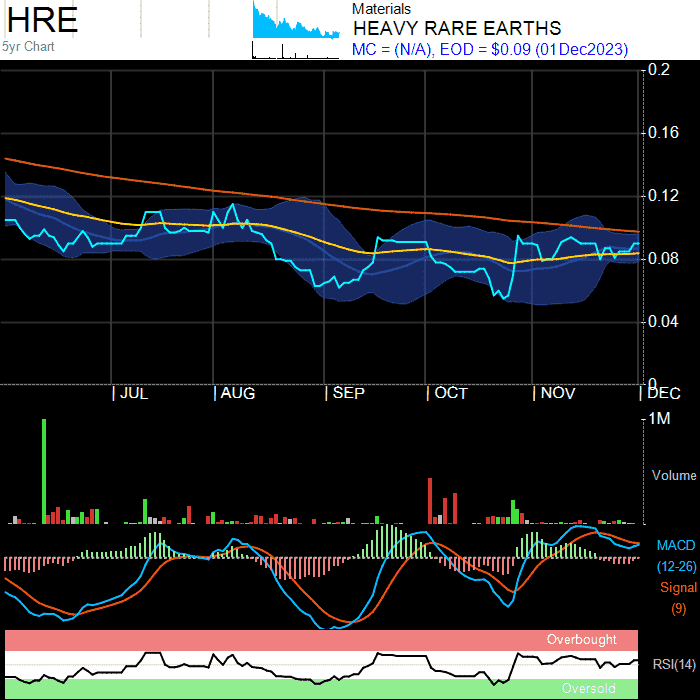 HRE
5yr Chart
Materials
HEAVY RARE EARTHS
MC = (N/A), EOD = $0.09 (01Dec2023)
0.2
0.16
0.12
0.08
0.04
0
JUL AUG SEP OCT NOV DEC
1M
Volume
MACD
(12-26)
Signal
(9)
Overbought
RSI(14)
Oversold